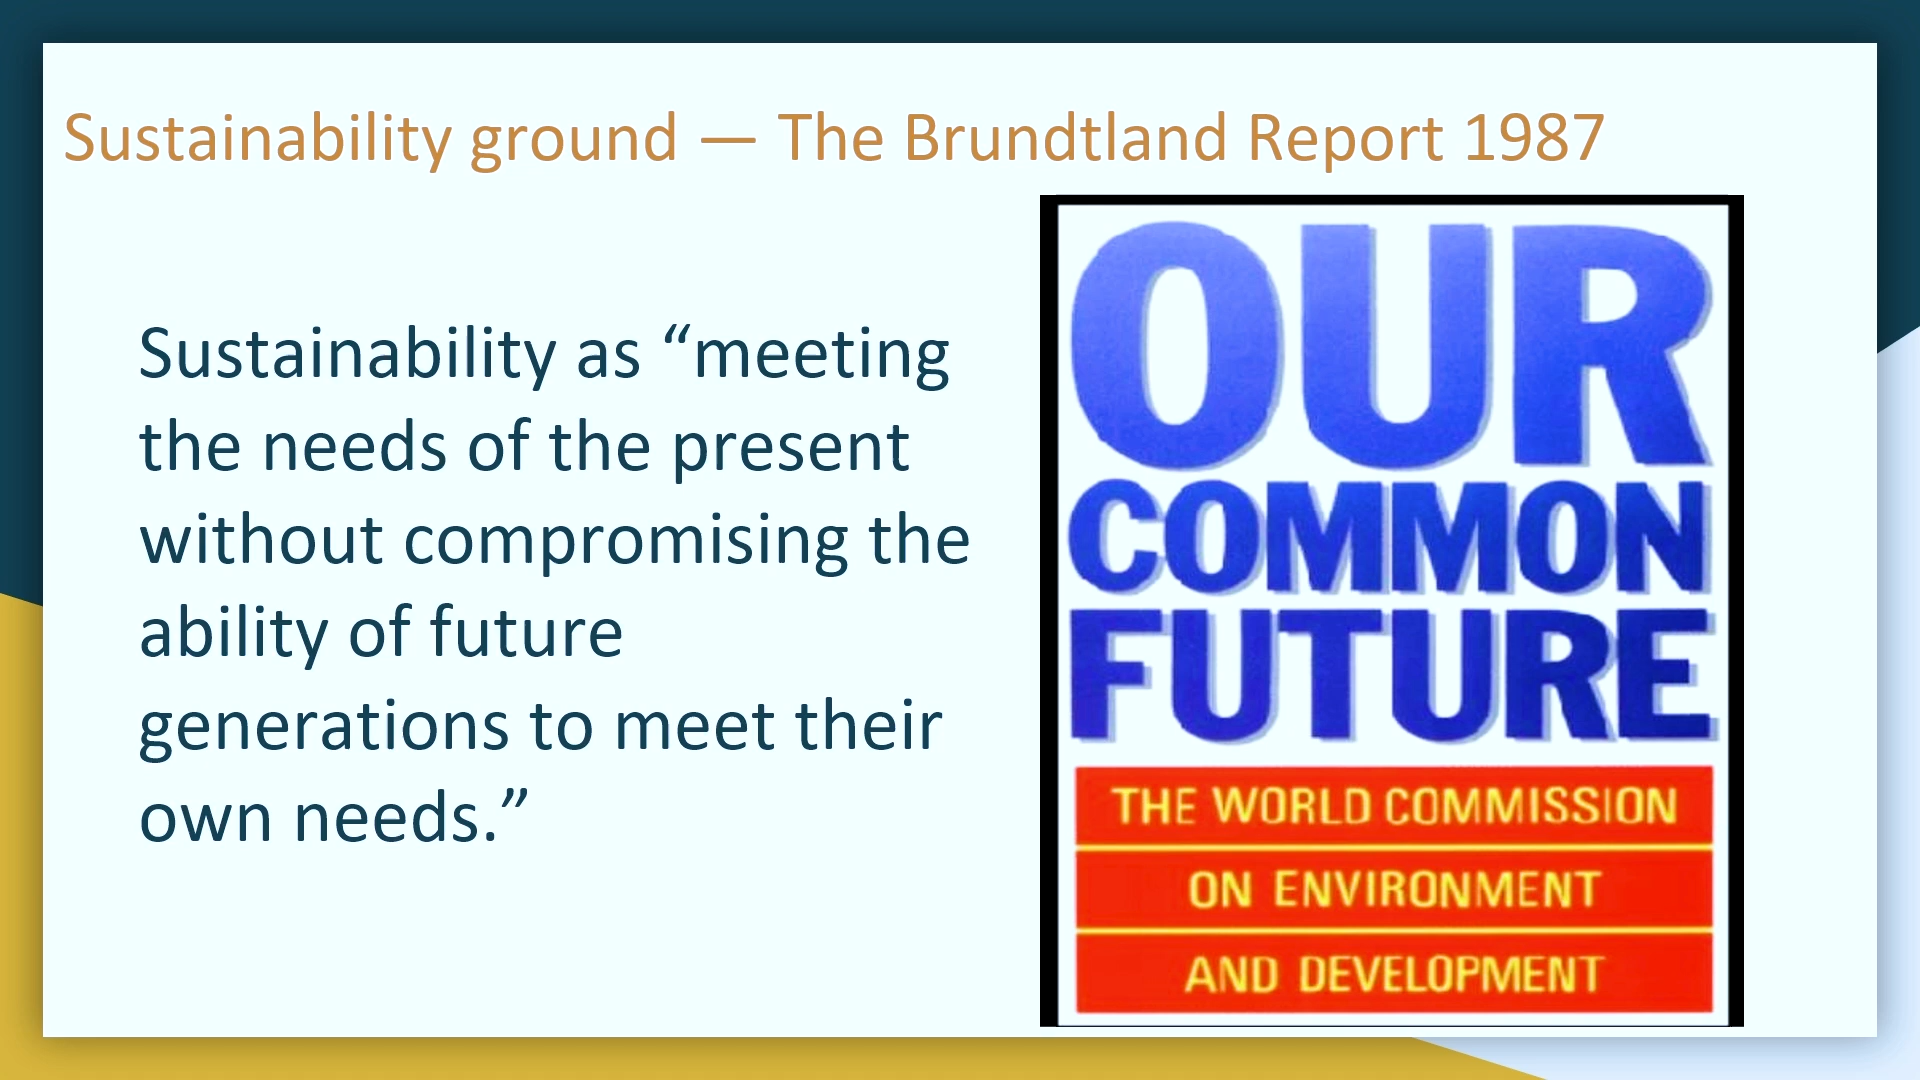 Sustainability ground — The Brundtland Report 1987
Sustainability as “meeting
the needs of the present
without compromising the
ability of future
generations to meet their
own needs.”
OUR
COMMON
FUTURE
THE WORLD COMMISSION
ON ENVIRONMENT
AND DEVELOPMENT